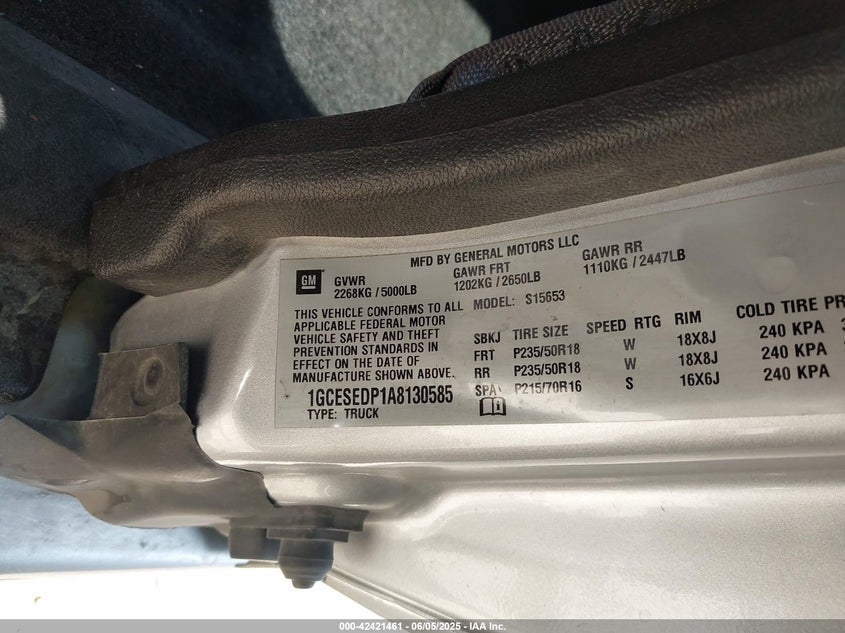 MFD BY GENERAL MOTORS LLC
GM
GVWR
2268KG / 5000LB
GAWR FRT
1202KG / 2650LB
GAWR RR
1110KG / 2447LB
THIS VEHICLE CONFORMS TO ALL
APPLICABLE FEDERAL MOTOR
VEHICLE SAFETY AND THEFT
PREVENTION STANDARDS IN
EFFECT ON THE DATE OF
MANUFACTURE SHOWN ABOVE.
1GCESEDP1A8130585
TYPE: TRUCK
MODEL: S15653
SBKJ TIRE SIZE SPEED RTG RIM COLD TIRE PR
FRT P235/50R18 W 18X8J 240 KPA
RR P235/50R18 W 18X8J 240 KPA
SPA P215/70R16 S 16X6J 240 KPA
000-42421461 - 06/05/2025 - IAA Inc.